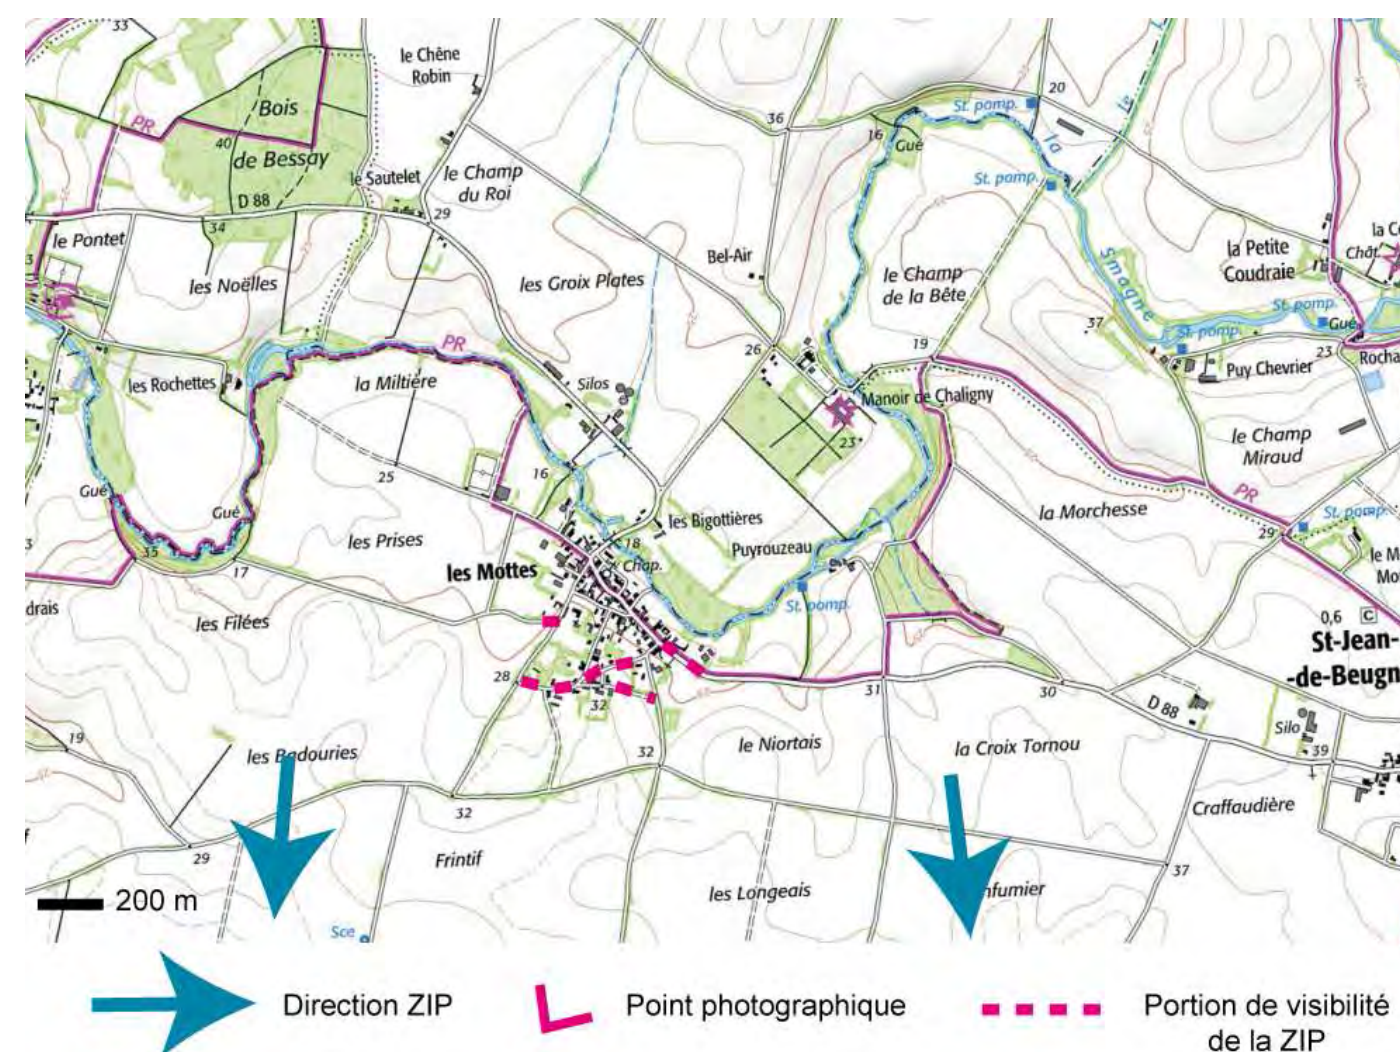 33
le Chêne
Robin
Bois
PR
40
de Bessay
le Sautelet
le Champ
du Roi
D 88
29
34
le Pontet
3
les Noëlles
les Groix Plates
Bel-Air
36
16
Gué
St. pomp.
20
la
le
St. pomp.
Smagne
le Champ
de la Bête
la Petite
Coudraie
Chât.
St. pomp.
St. pomp.
Gué
37
23
Puy Chevrier
Rocha
26
19
PR
la Miltière
les Rochettes
Silos
Manoir de Chaligny
23
le Champ
Miraud
16
25
Gué
Gué
PR
la Morchesse
St. pomp.
29
les Bigottières
les Prises
18
Chap.
Puyrouzeau
35
17
les Mottes
St. pomp.
3
drais
les Filées
0,6 C
St-Jean-
-de-Beugn
28
32
31
30
D 88
Silo
19
les Badouries
32
le Niortais
la Croix Tornou
39
Craffaudière
32
29
Frintif
37
les Longeais
nfumier
200 m
Sce
Direction ZIP
Point photographique
Portion de visibilité
de la ZIP